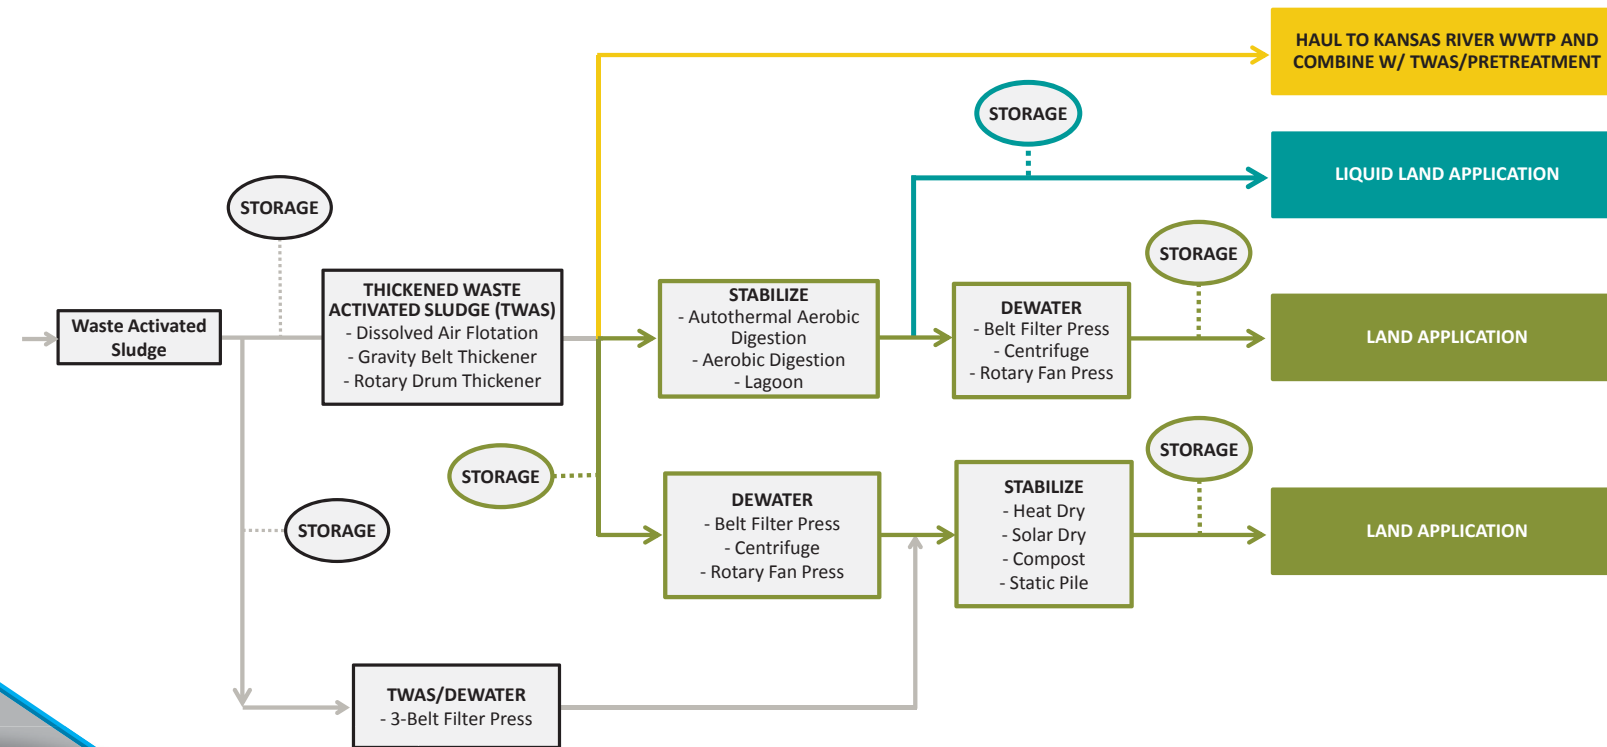 HAUL TO KANSAS RIVER WWTP AND
COMBINE W/ TWAS/PRETREATMENT
STORAGE
LIQUID LAND APPLICATION
STORAGE
STORAGE
THICKENED WASTE
ACTIVATED SLUDGE (TWAS)
- Dissolved Air Flotation
- Gravity Belt Thickener
- Rotary Drum Thickener
Waste Activated
Sludge
STABILIZE
- Autothermal Aerobic
Digestion
- Aerobic Digestion
- Lagoon
DEWATER
- Belt Filter Press
- Centrifuge
- Rotary Fan Press
LAND APPLICATION
STORAGE
STORAGE
STORAGE
DEWATER
- Belt Filter Press
- Centrifuge
- Rotary Fan Press
STABILIZE
- Heat Dry
- Solar Dry
- Compost
- Static Pile
LAND APPLICATION
TWAS/DEWATER
- 3-Belt Filter Press